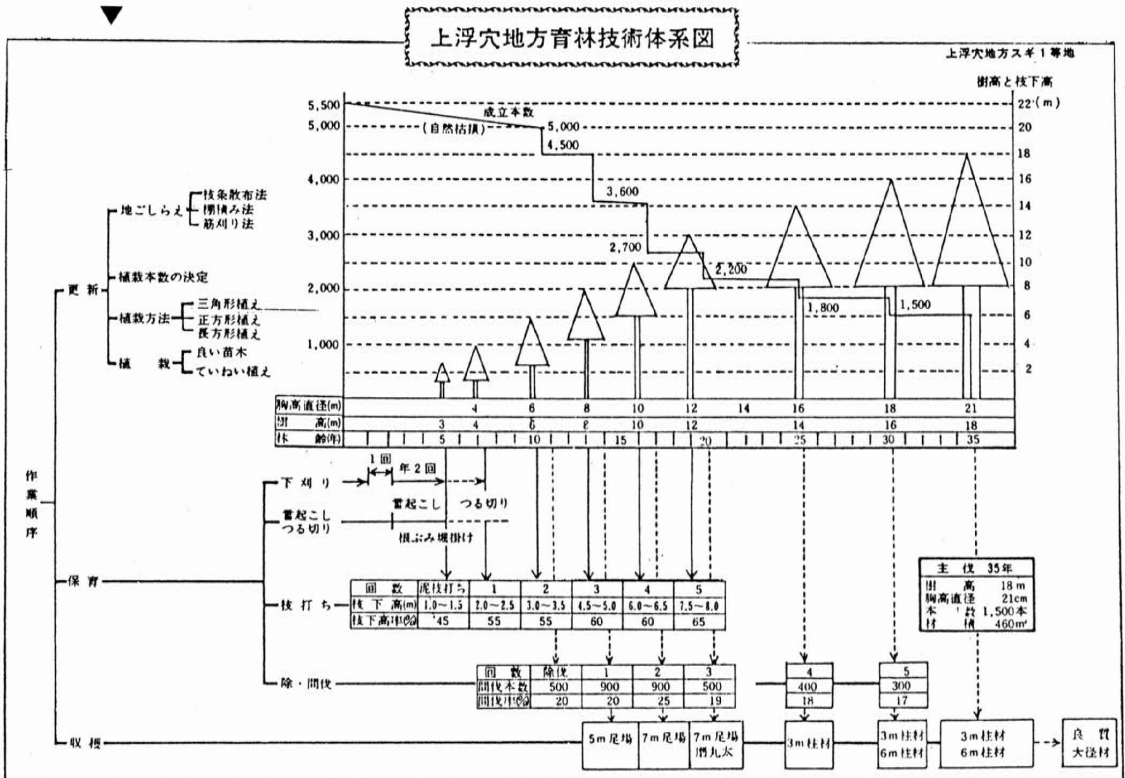 上浮穴地方育林技術体系図
上浮穴地方スギ1等地
樹高と枝下高
22 (m)
20
18
16
14
12
10
8
6
4
2
5,500
5,000
4,000
3,000
2,000
1,000
成立本数
(自然枯損)
5,000
4,500
3,600
2,700
2,200
1,800
1,500
作業順序
更新
地ごしらえ
枝条散布法
棚積み法
筋刈り法
植栽本数の決定
植栽方法
三角形植え
正方形植え
長方形植え
植栽
良い苗木
ていねい植え
胸高直径(m) 4 6 8 10 12 14 16 18 21
樹高(m) 3 4 6 8 10 12 14 16 18
林齢(年) 5 10 15 20 25 30 35
保育
下刈り
1回
年2回
雪起こし
つる切り
雪起こし
つる切り
根ぶみ堀掛け
枝打ち
回数 泥枝打ち 1 2 3 4 5
枝下高(m) 1.0~1.5 2.0~2.5 3.0~3.5 4.5~5.0 6.0~6.5 7.5~8.0
枝下高率(%) 45 55 55 60 60 65
主伐 35年
樹高 18m
胸高直径 21cm
本数 1,500本
材積 460㎥
除・間伐
回数 除伐 1 2 3 4 5
間伐本数 500 900 900 500 400 300
間伐率(%) 20 20 25 19 18 17
収穫
5m足場
7m足場
7m足場
3m柱材
3m柱材
6m柱材
3m柱材
6m柱材
良質
大径材